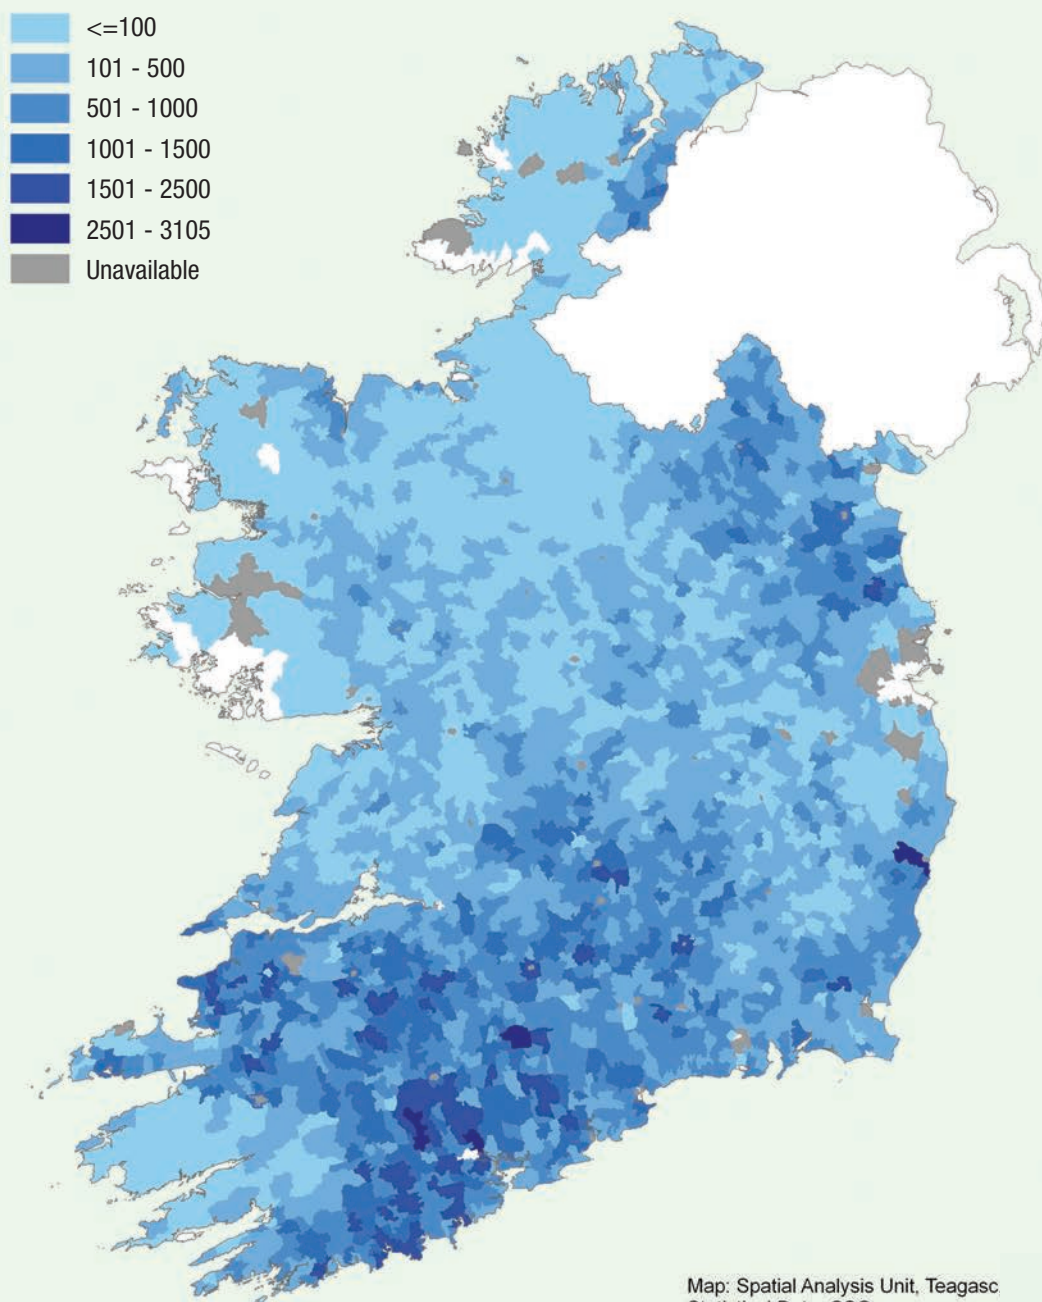 <=100
101 - 500
501 - 1000
1001 - 1500
1501 - 2500
2501 - 3105
Unavailable
Map: Spatial Analysis Unit, Teagasc